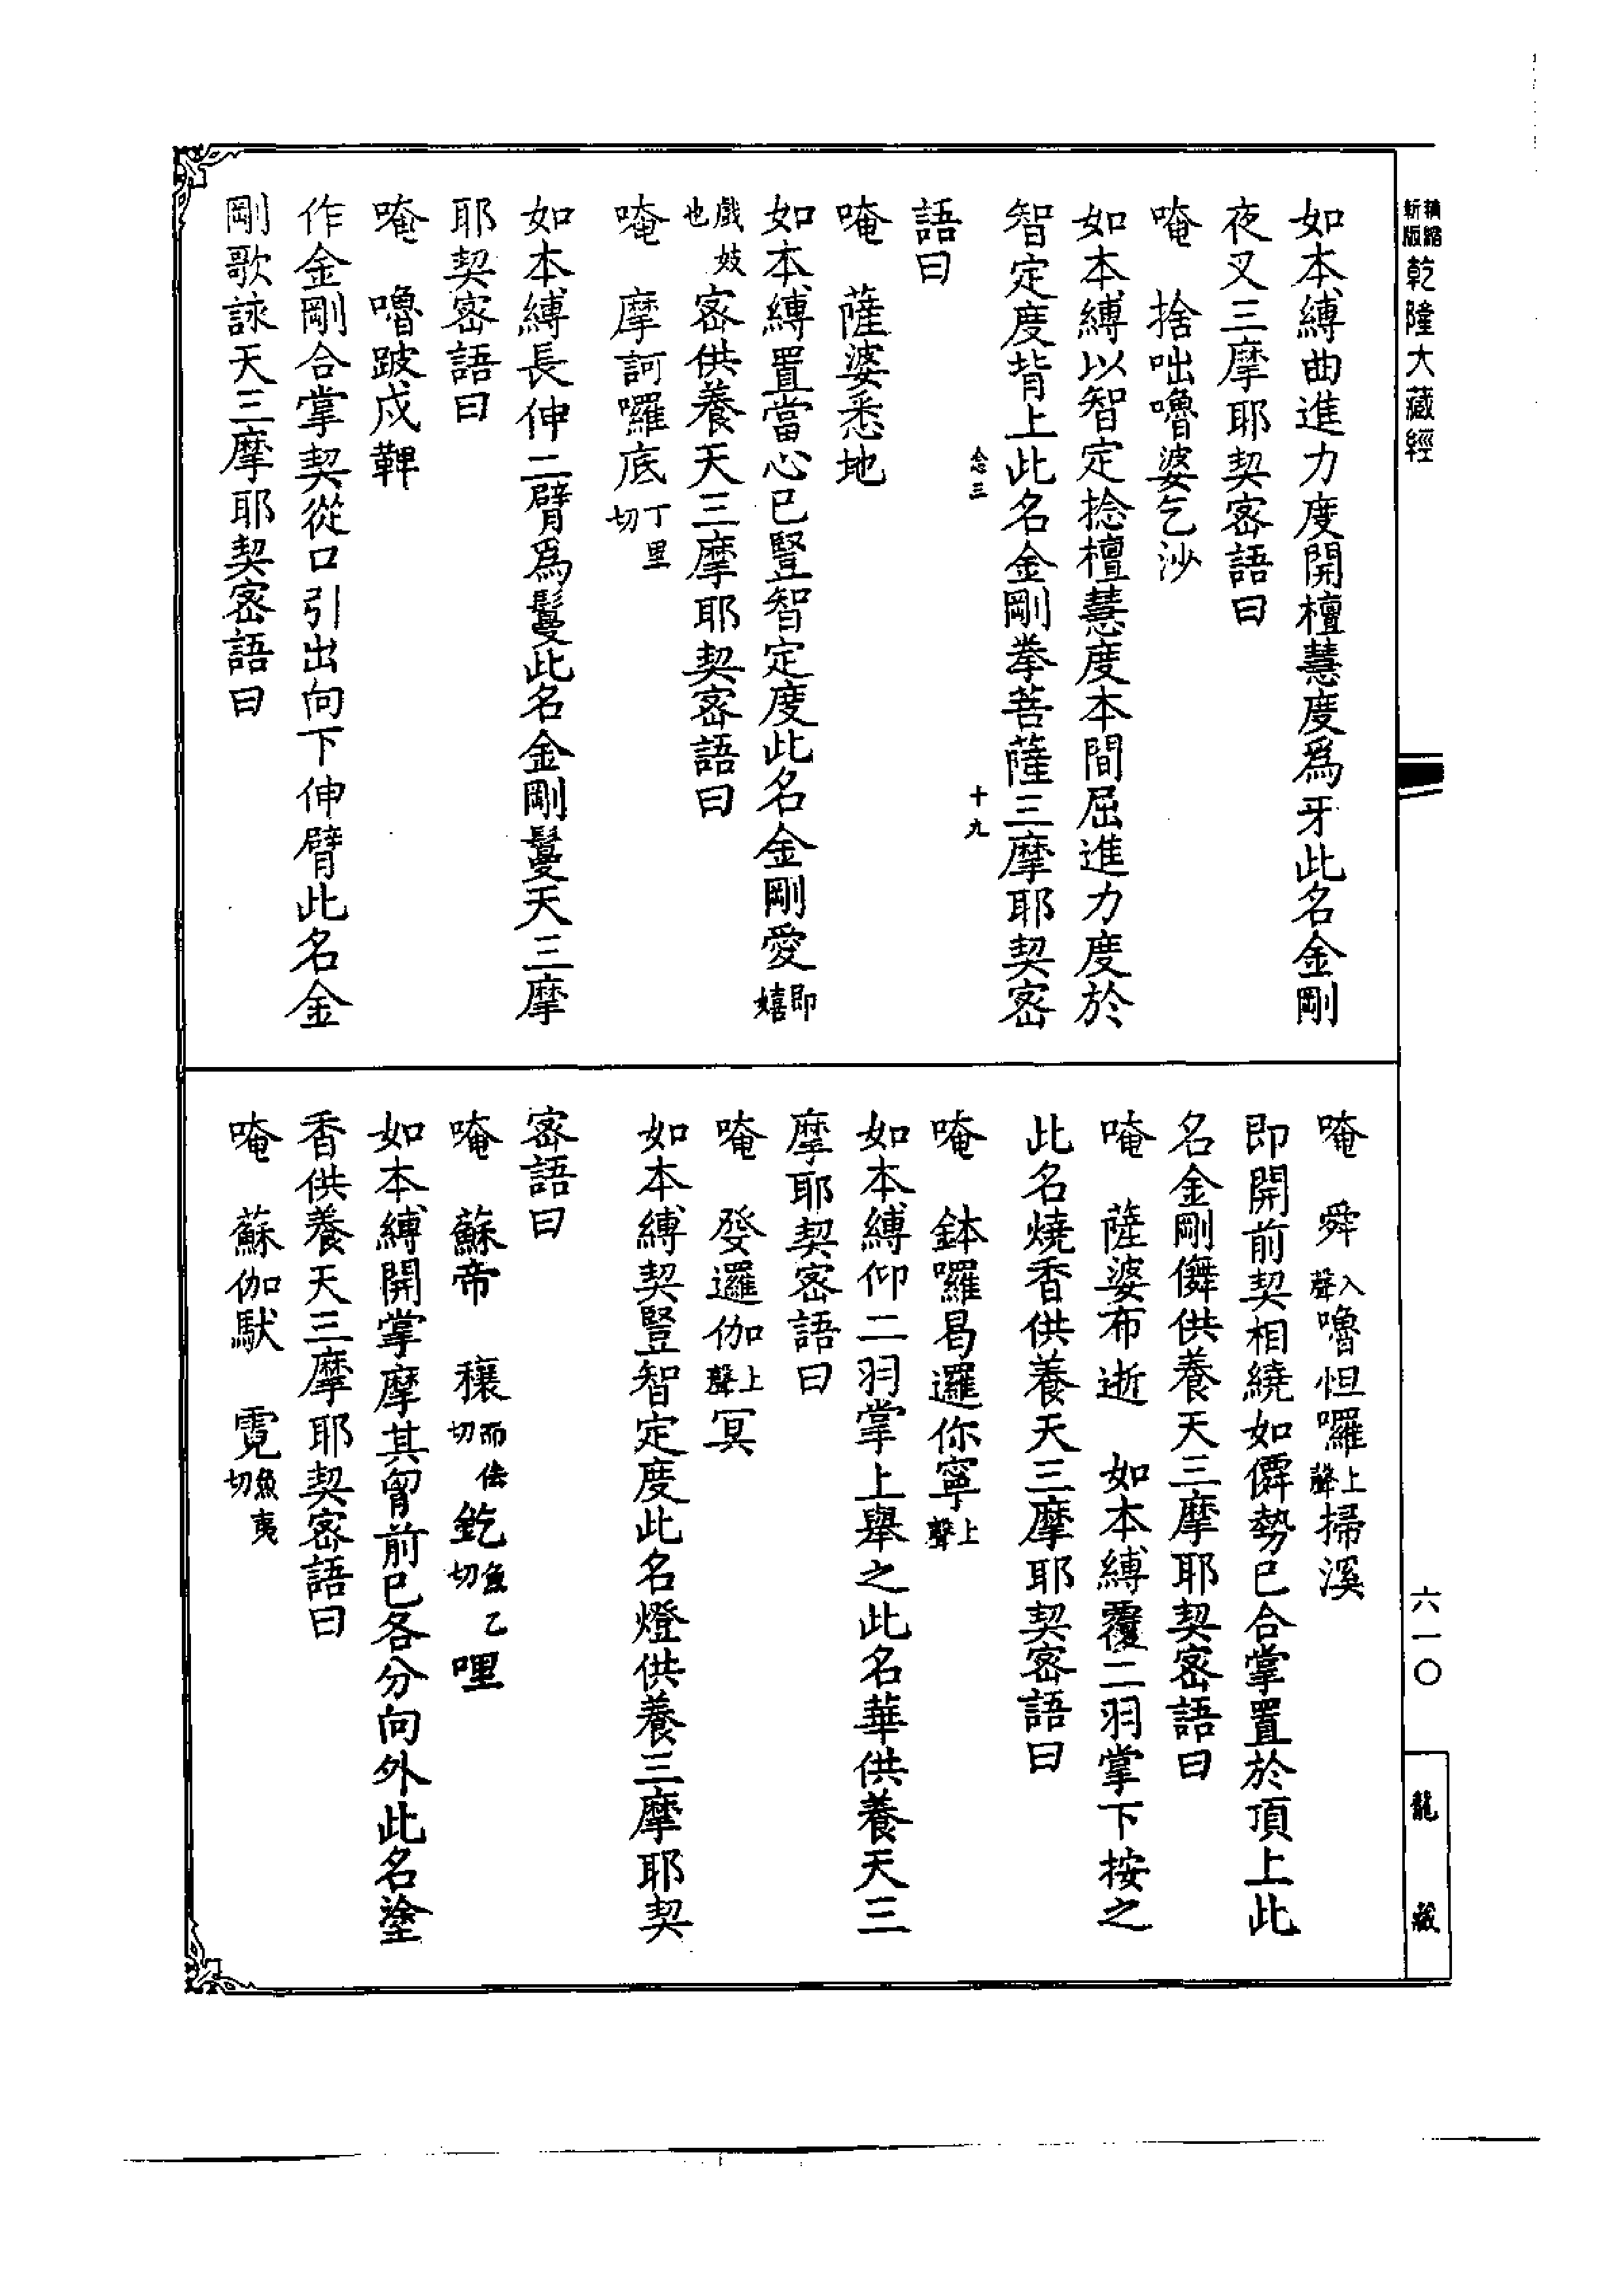 精縮新版乾隆大藏經
如本縛曲進力度開檀慧度爲牙此名金剛
夜叉三摩耶契密語曰
唵　捨咄嚕婆乞沙
如本縛以智定捻檀慧度本間屈進力度於
智定度背上此名金剛拳菩薩三摩耶契密
念三　十九
語曰
唵　薩婆悉地
如本縛置當心已豎智定度此名金剛愛即嬉
戲妓也密供養天三摩耶契密語曰
唵　摩訶囉底丁里切
如本縛長伸二臂爲鬘此名金剛鬘天三摩
耶契密語曰
唵　嚕跛戍鞞
作金剛合掌契從口引出向下伸臂此名金
剛歌詠天三摩耶契密語曰
唵　舜入聲嚕怛囉上聲掃溪
即開前契相繞如儛勢已合掌置於頂上此
名金剛儛供養天三摩耶契密語曰
唵　薩婆布逝　如本縛覆二羽掌下按之
此名燒香供養天三摩耶契密語曰
唵　鉢囉曷邏你寧上聲
如本縛仰二羽掌上舉之此名華供養天三
摩耶契密語曰
唵　發邏伽上聲冥
如本縛契豎智定度此名燈供養三摩耶契
密語曰
唵　蘇帝　穰而佉切鈘魚乙切哩
如本縛開掌摩其胷前已各分向外此名塗
香供養天三摩耶契密語曰
唵　蘇伽馱　霓魚夷切
六一〇
龍藏